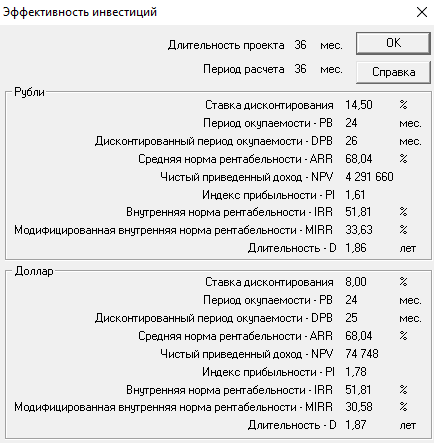 Эффективность инвестиций
Длительность проекта 36 мес. OK
Период расчета 36 мес. Справка
Рубли
Ставка дисконтирования 14,50 %
Период окупаемости - PB 24 мес.
Дисконтированный период окупаемости - DPB 26 мес.
Средняя норма рентабельности - ARR 68,04 %
Чистый приведенный доход - NPV 4 291 660
Индекс прибыльности - PI 1,61
Внутренняя норма рентабельности - IRR 51,81 %
Модифицированная внутренняя норма рентабельности - MIRR 33,63 %
Длительность - D 1,86 лет
Доллар
Ставка дисконтирования 8,00 %
Период окупаемости - PB 24 мес.
Дисконтированный период окупаемости - DPB 25 мес.
Средняя норма рентабельности - ARR 68,04 %
Чистый приведенный доход - NPV 74 748
Индекс прибыльности - PI 1,78
Внутренняя норма рентабельности - IRR 51,81 %
Модифицированная внутренняя норма рентабельности - MIRR 30,58 %
Длительность - D 1,87 лет